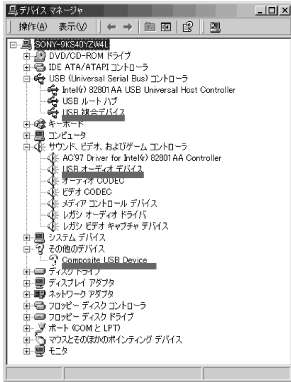 デバイス マネージャ
操作(A) 表示(V)
SONY-9KS40YZW4L
DVD/CD-ROM ドライブ
IDE ATA/ATAPI コントローラ
USB (Universal Serial Bus) コントローラ
Intel(r) 82801AA USB Universal Host Controller
USB ルート ハブ
USB 複合デバイス
キーボード
コンピュータ
サウンド、ビデオ、およびゲーム コントローラ
AC'97 Driver for Intel(r) 82801AA Controller
USB オーディオ デバイス
オーディオ CODEC
ビデオ CODEC
メディア コントロール デバイス
レガシ オーディオ ドライバ
レガシ ビデオ キャプチャ デバイス
システム デバイス
その他のデバイス
Composite USB Device
ディスク ドライブ
ディスプレイ アダプタ
ネットワーク アダプタ
フロッピー ディスク コントローラ
フロッピー ディスク ドライブ
ポート (COM と LPT)
マウスとそのほかのポインティング デバイス
モニタ